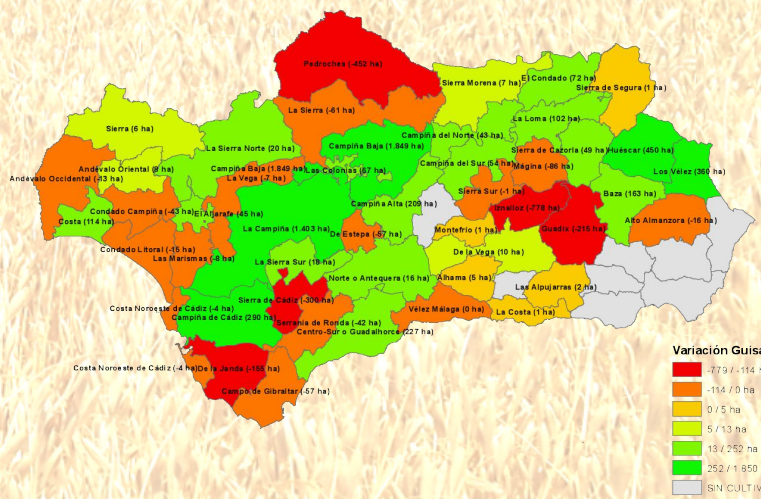 Pedroches (-452 ha)
Sierra Morena (7 ha)
El Condado (72 ha)
Sierra de Segura (1 ha)
La Sierra (-61 ha)
La Loma (102 ha)
Sierra (6 ha)
Campiña del Norte (43 ha)
La Sierra Norte (20 ha)
Campiña Baja (1.849 ha)
Sierra de Cazorla (49 ha)
Huéscar (450 ha)
Andévalo Oriental (8 ha)
Campiña Baja (1.849 ha)
Las Colonias (67 ha)
Campiña del Sur (54 ha)
Mágina (-86 ha)
Los Vélez (360 ha)
Andévalo Occidental (-43 ha)
La Vega (-7 ha)
Sierra Sur (-1 ha)
Baza (163 ha)
Condado Campiña (-43 ha)
El Aljarafe (45 ha)
Campiña Alta (209 ha)
Iznalloz (-778 ha)
Costa (114 ha)
Alto Almanzora (-16 ha)
La Campiña (1.403 ha)
De Estepa (-57 ha)
Montefrío (1 ha)
Guadix (-215 ha)
Condado Litoral (-15 ha)
De la Vega (10 ha)
Las Marismas (-8 ha)
La Sierra Sur (18 ha)
Norte o Antequera (16 ha)
Alhama (5 ha)
Las Alpujarras (2 ha)
Sierra de Cádiz (-300 ha)
Costa Noroeste de Cádiz (-4 ha)
Vélez Málaga (0 ha)
La Costa (1 ha)
Campiña de Cádiz (290 ha)
Serranía de Ronda (-42 ha)
Centro-Sur o Guadalhorce (227 ha)
Costa Noroeste de Cádiz (-4 ha)
De la Janda (-155 ha)
Campo de Gibraltar (-57 ha)
Variación Guisa
-779 / -114 h
-114 / 0 ha
0 / 5 ha
5 / 13 ha
13 / 252 ha
252 / 1.850
SIN CULTIV